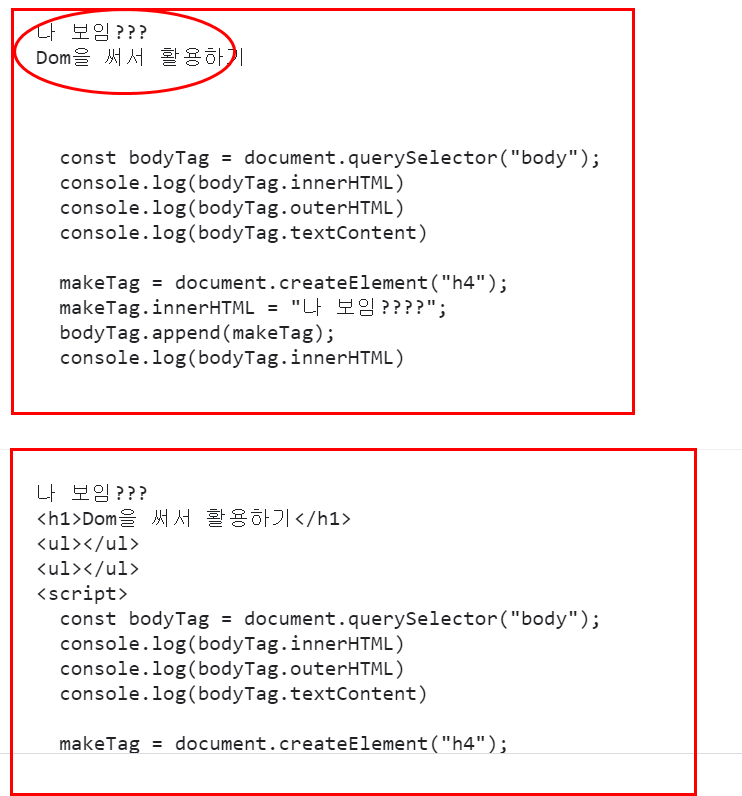 나 보임???
Dom을 써서 활용하기
const bodyTag = document.querySelector("body");
console.log(bodyTag.innerHTML)
console.log(bodyTag.outerHTML)
console.log(bodyTag.textContent)
makeTag = document.createElement("h4");
makeTag.innerHTML = "나 보임????";
bodyTag.append(makeTag);
console.log(bodyTag.innerHTML)
나 보임???
<h1>Dom을 써서 활용하기</h1>
<ul></ul>
<ul></ul>
<script>
const bodyTag = document.querySelector("body");
console.log(bodyTag.innerHTML)
console.log(bodyTag.outerHTML)
console.log(bodyTag.textContent)
makeTag = document.createElement("h4");